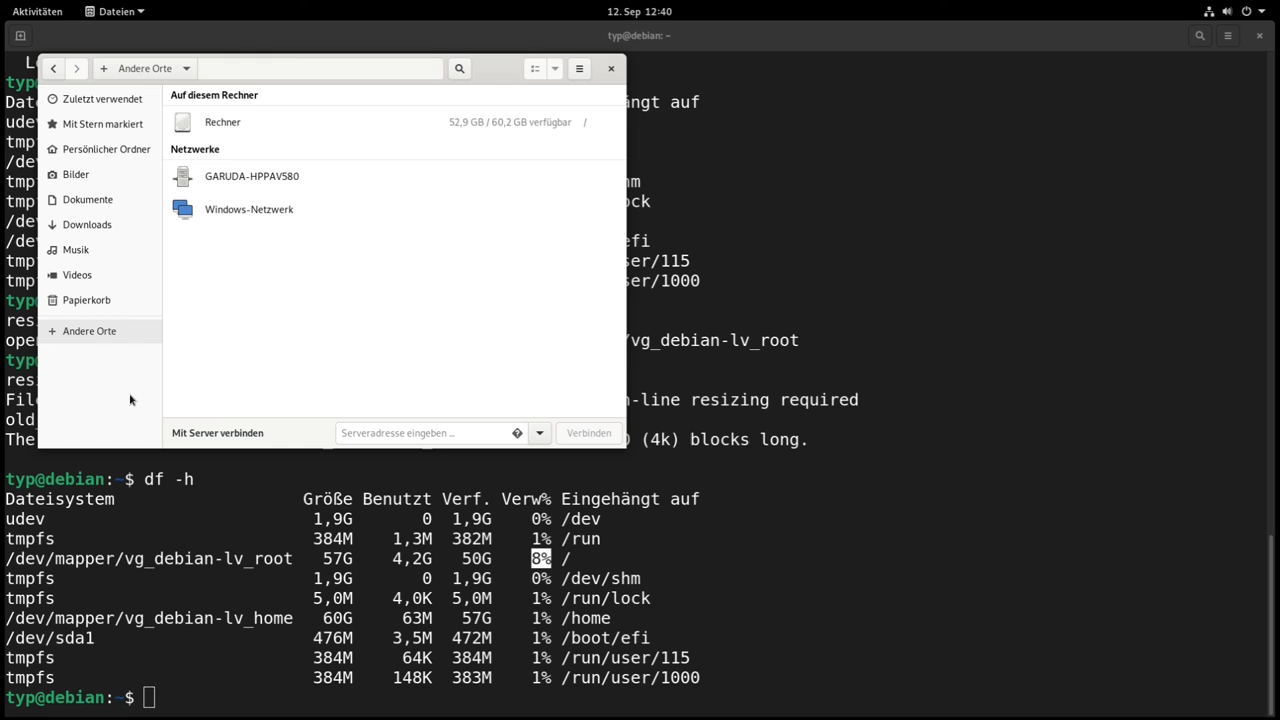 Aktivitäten Dateien 12. Sep 12:40
typ@debian: ~
Andere Orte
Zuletzt verwendet
Mit Stern markiert
Persönlicher Ordner
Bilder
Dokumente
Downloads
Musik
Videos
Papierkorb
Andere Orte
Auf diesem Rechner
Rechner 52,9 GB / 60,2 GB verfügbar /
Netzwerke
GARUDA-HPPAV580
Windows-Netzwerk
Mit Server verbinden Serveradresse eingeben … Verbinden
auf
ser/115
ser/1000
/vg_debian-lv_root
-line resizing required
(4k) blocks long.
The
typ@debian:~$ df -h
Dateisystem Größe Benutzt Verf. Verw% Eingehängt auf
udev 1,9G 0 1,9G 0% /dev
tmpfs 384M 1,3M 382M 1% /run
/dev/mapper/vg_debian-lv_root 57G 4,2G 50G 8% /
tmpfs 1,9G 0 1,9G 0% /dev/shm
tmpfs 5,0M 4,0K 5,0M 1% /run/lock
/dev/mapper/vg_debian-lv_home 60G 63M 57G 1% /home
/dev/sda1 476M 3,5M 472M 1% /boot/efi
tmpfs 384M 64K 384M 1% /run/user/115
tmpfs 384M 148K 383M 1% /run/user/1000
typ@debian:~$